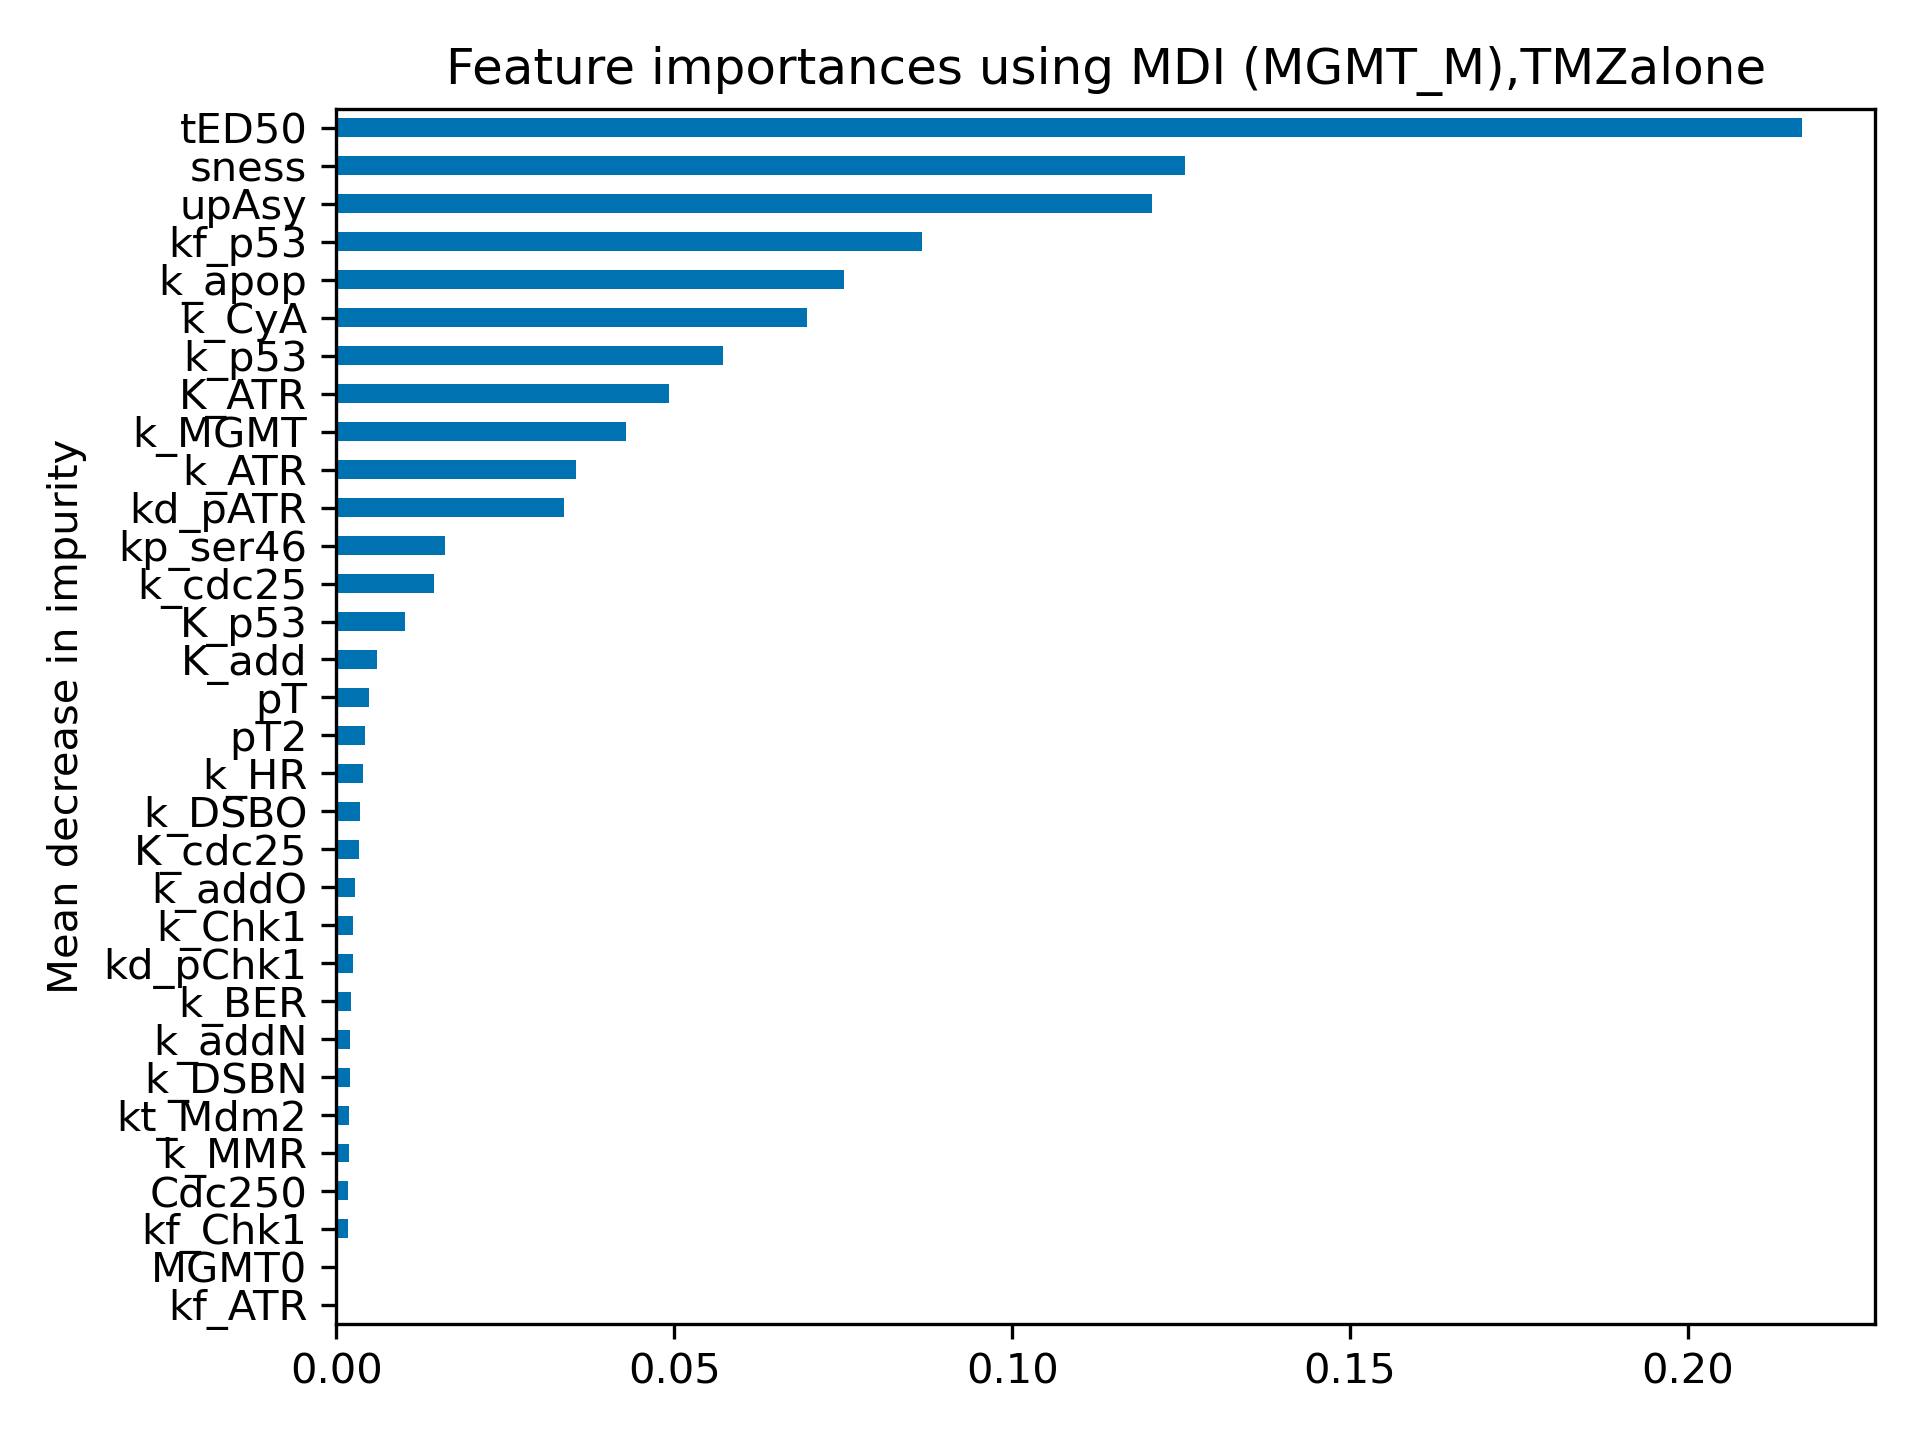 Feature importances using MDI (MGMT_M),TMZalone
Mean decrease in impurity
tED50
sness
upAsy
kf_p53
k_apop
k_CyA
k_p53
K_ATR
k_MGMT
k_ATR
kd_pATR
kp_ser46
k_cdc25
K_p53
K_add
pT
pT2
k_HR
k_DSBO
K_cdc25
k_addO
k_Chk1
kd_pChk1
k_BER
k_addN
k_DSBN
kt_Mdm2
k_MMR
Cdc250
kf_Chk1
MGMT0
kf_ATR
0.00 0.05 0.10 0.15 0.20